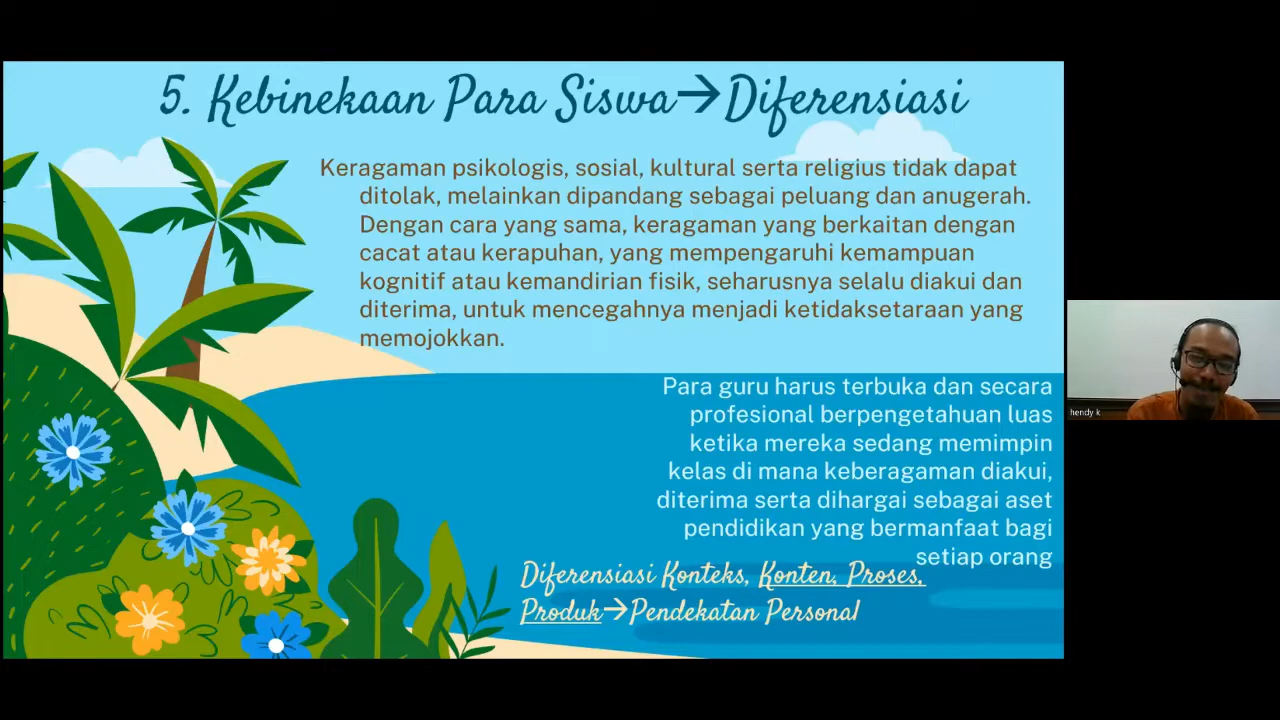 5. Kebinekaan Para Siswa→Diferensiasi
Keragaman psikologis, sosial, kultural serta religius tidak dapat
ditolak, melainkan dipandang sebagai peluang dan anugerah.
Dengan cara yang sama, keragaman yang berkaitan dengan
cacat atau kerapuhan, yang mempengaruhi kemampuan
kognitif atau kemandirian fisik, seharusnya selalu diakui dan
diterima, untuk mencegahnya menjadi ketidaksetaraan yang
memojokkan.
Para guru harus terbuka dan secara
profesional berpengetahuan luas
ketika mereka sedang memimpin
kelas di mana keberagaman diakui,
diterima serta dihargai sebagai aset
pendidikan yang bermanfaat bagi
setiap orang
Diferensiasi Konteks, Konten, Proses,
Produk→Pendekatan Personal
hendy k